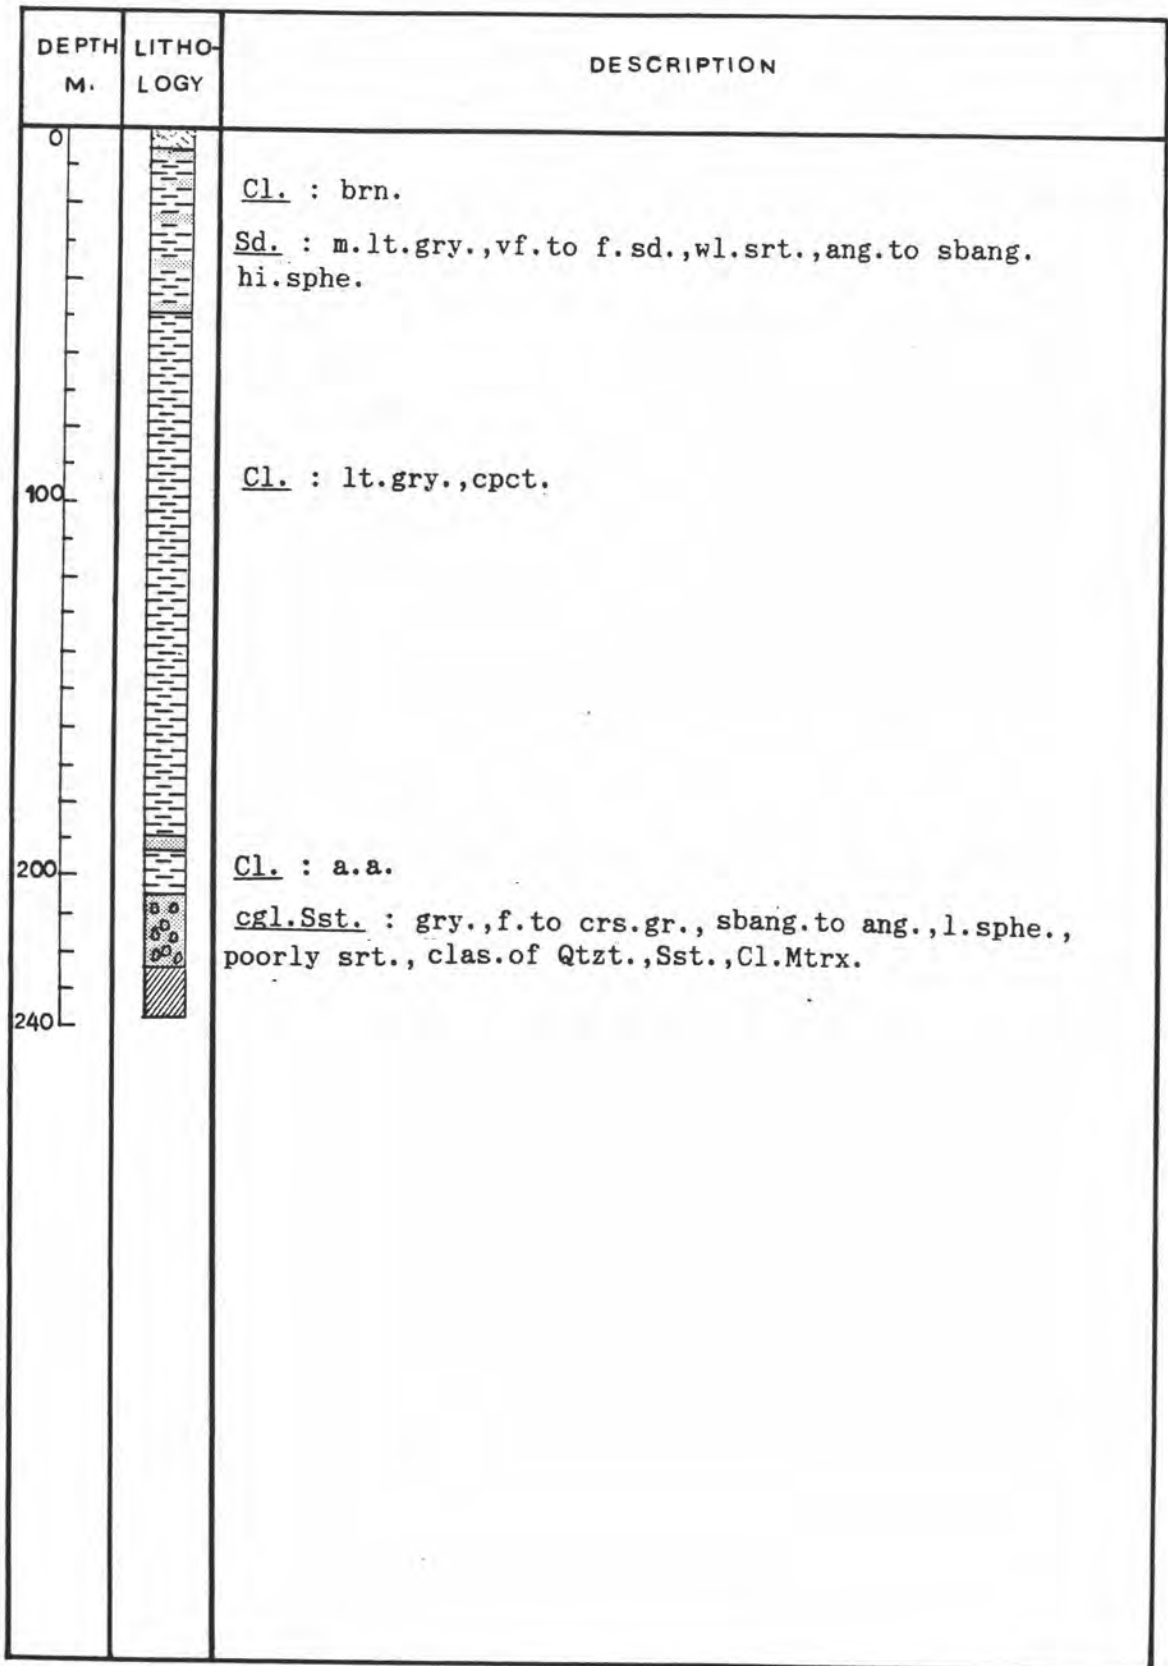 DEPTH M.
LITHO-LOGY
DESCRIPTION
0
Cl. : brn.
Sd. : m.lt.gry.,vf.to f.sd.,wl.srt.,ang.to sbang.
hi.sphe.
100
Cl. : lt.gry.,cpct.
200
Cl. : a.a.
cgl.Sst. : gry.,f.to crs.gr., sbang.to ang.,l.sphe.,
poorly srt., clas.of Qtzt.,Sst.,Cl.Mtrx.
240